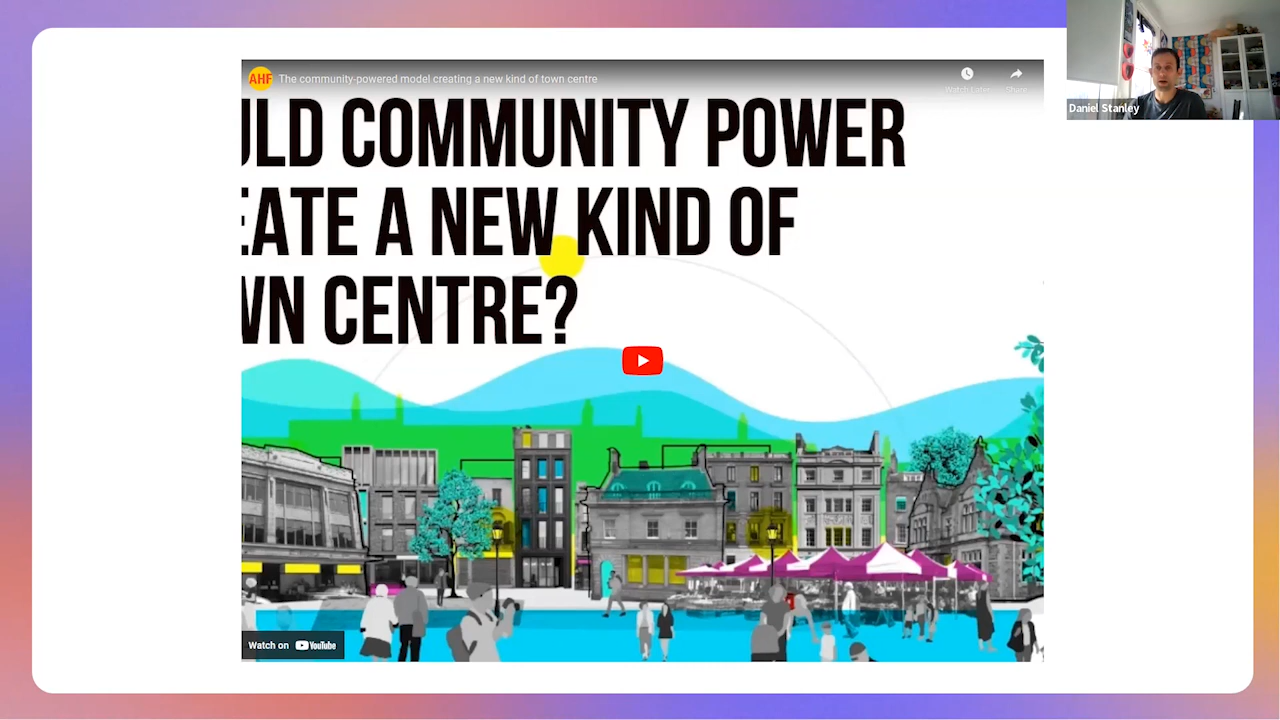 AHF The community-powered model creating a new kind of town centre
Watch Later Share
Daniel Stanley
ULD COMMUNITY POWER
EATE A NEW KIND OF
WN CENTRE?
Watch on YouTube